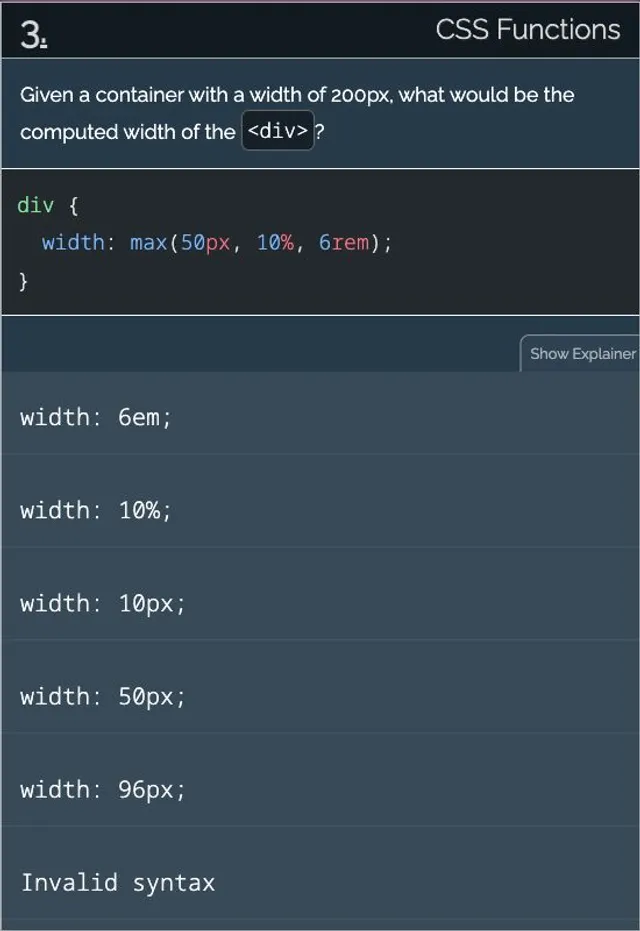 3.
CSS Functions
Given a container with a width of 200px, what would be the
computed width of the <div>?
div {
  width: max(50px, 10%, 6rem);
}
Show Explainer
width: 6em;
width: 10%;
width: 10px;
width: 50px;
width: 96px;
Invalid syntax